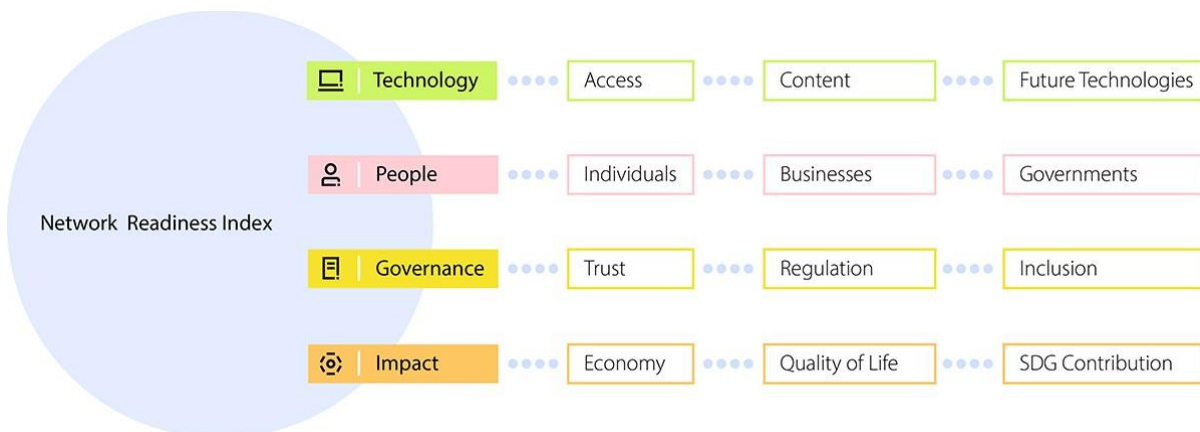 Technology Access Content Future Technologies
People Individuals Businesses Governments
Network Readiness Index
Governance Trust Regulation Inclusion
Impact Economy Quality of Life SDG Contribution